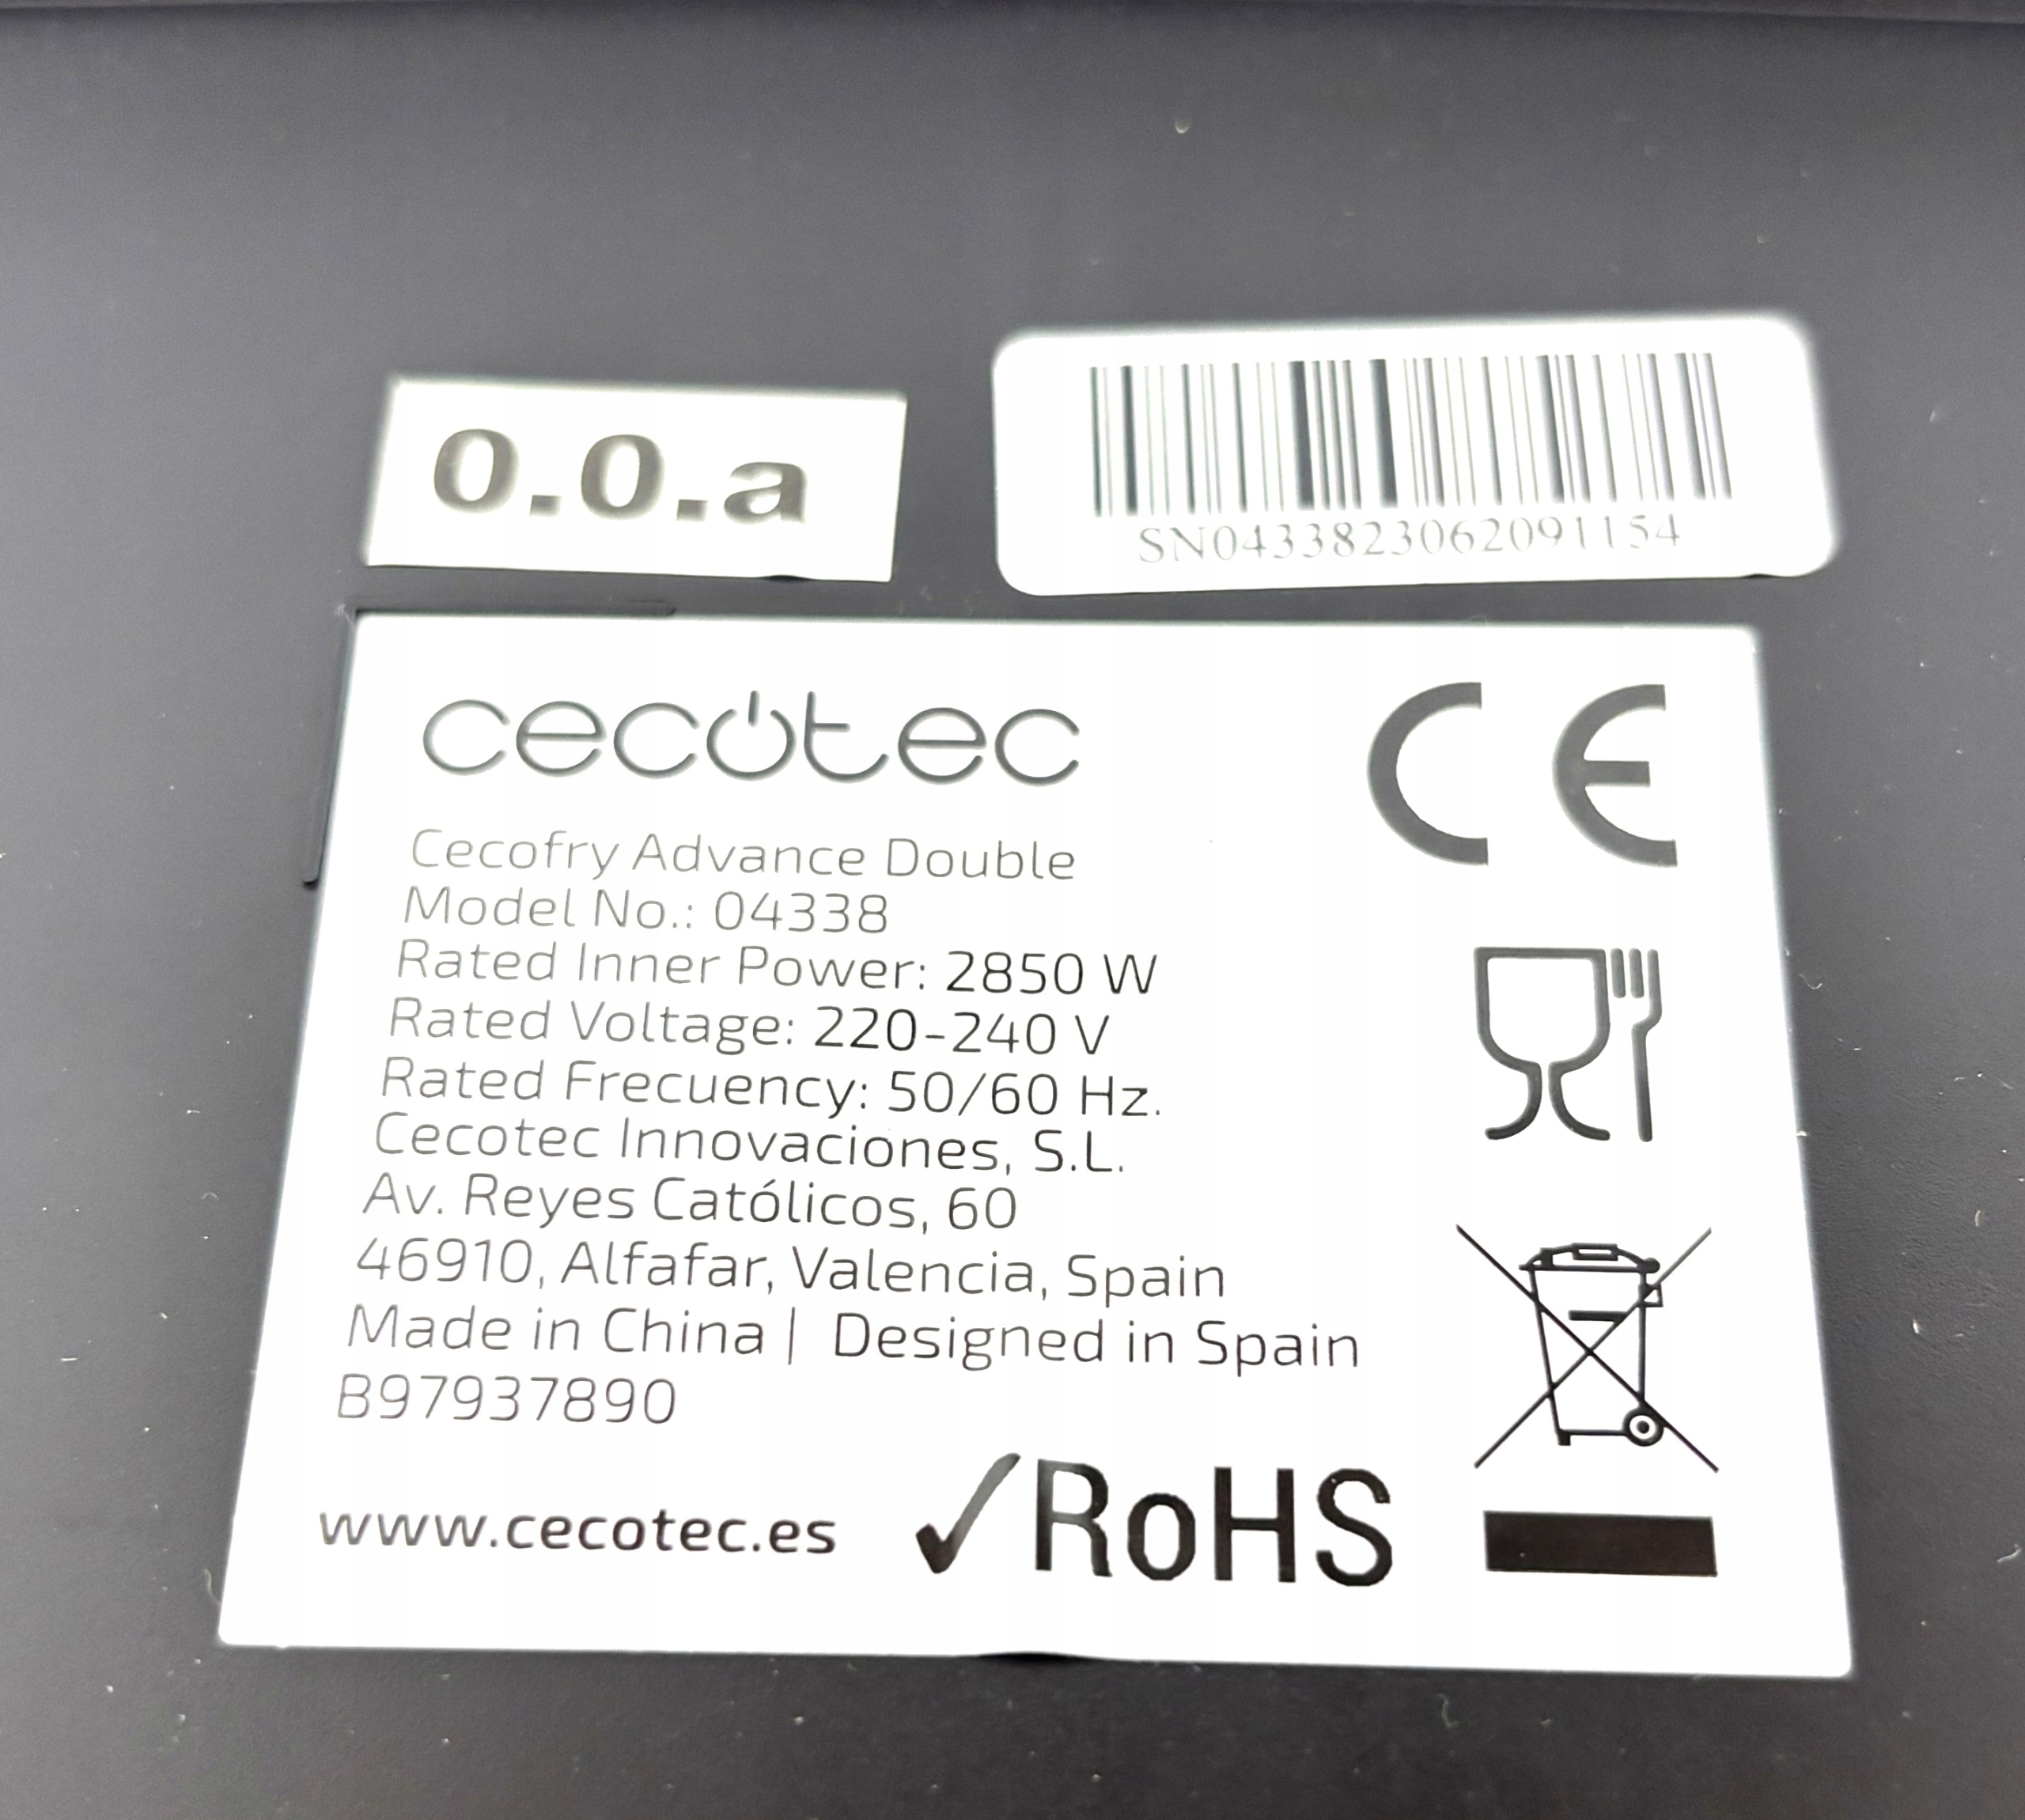 0.0.a
SN0433823062091154
cecotec
CE
Cecofry Advance Double
Model No.: 04338
Rated Inner Power: 2850 W
Rated Voltage: 220-240 V
Rated Frecuency: 50/60 Hz.
Cecotec Innovaciones, S.L.
Av. Reyes Católicos, 60
46910, Alfafar, Valencia, Spain
Made in China | Designed in Spain
B97937890
www.cecotec.es
✓RoHS